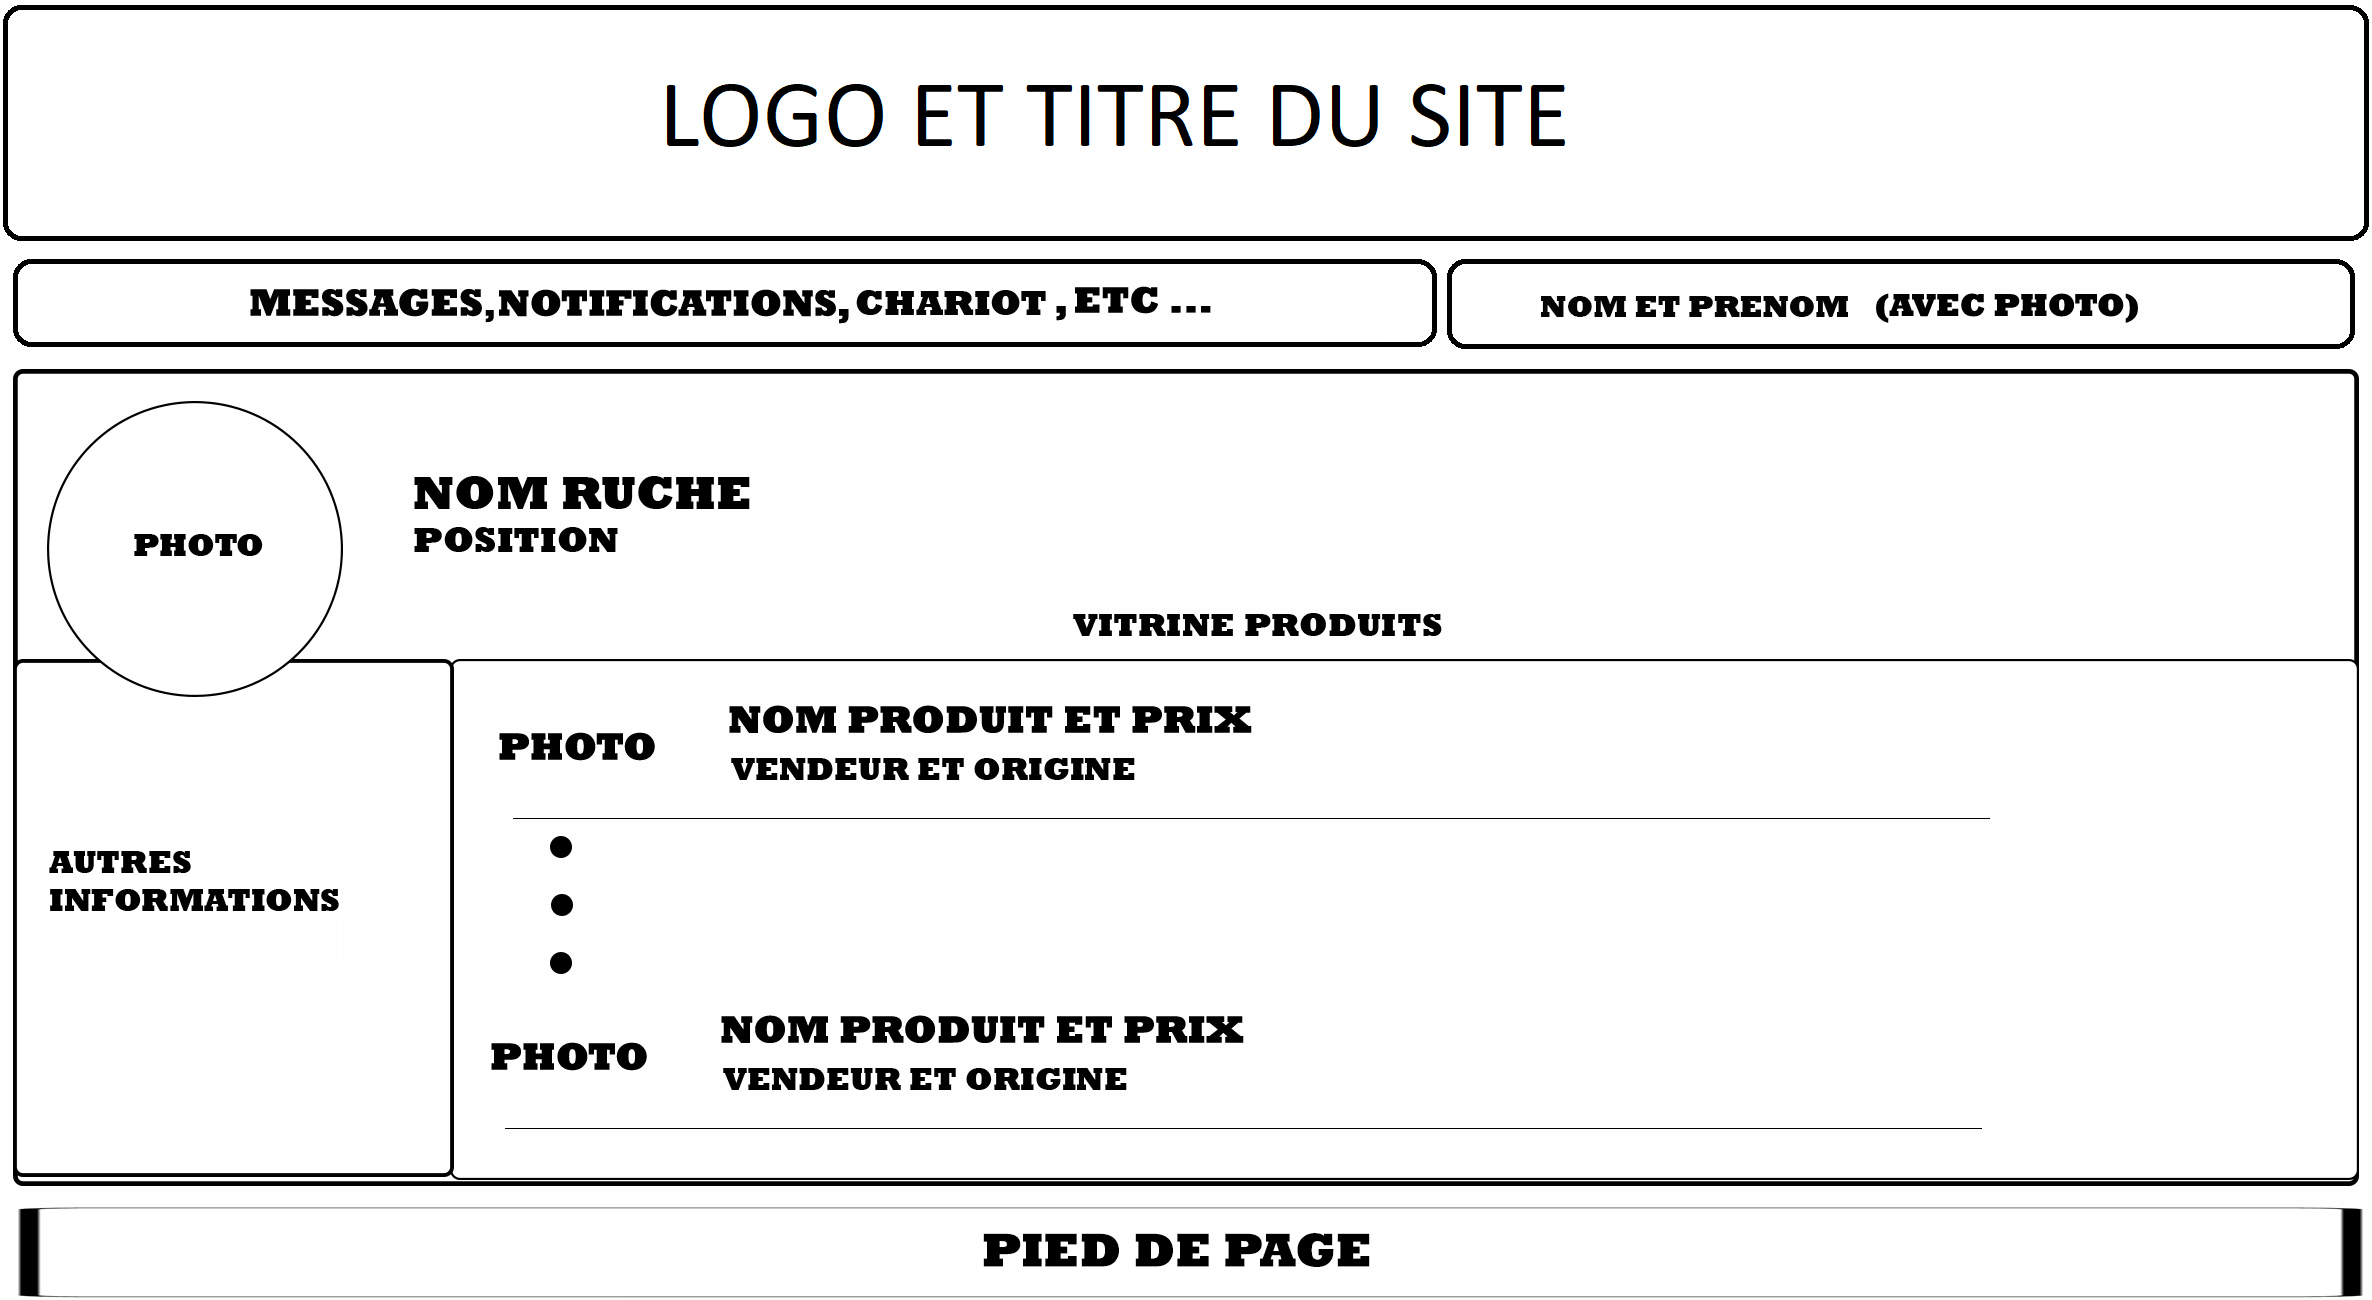 LOGO ET TITRE DU SITE
MESSAGES,NOTIFICATIONS,CHARIOT ,ETC ...
NOM ET PRENOM (AVEC PHOTO)
PHOTO
NOM RUCHE
POSITION
VITRINE PRODUITS
AUTRES
INFORMATIONS
PHOTO
NOM PRODUIT ET PRIX
VENDEUR ET ORIGINE
PHOTO
NOM PRODUIT ET PRIX
VENDEUR ET ORIGINE
PIED DE PAGE